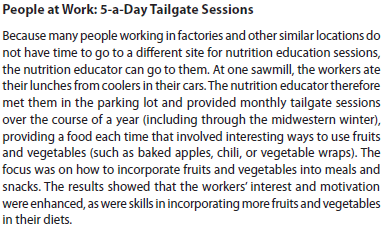 People at Work: 5-a-Day Tailgate Sessions
Because many people working in factories and other similar locations do
not have time to go to a different site for nutrition education sessions,
the nutrition educator can go to them. At one sawmill, the workers ate
their lunches from coolers in their cars. The nutrition educator therefore
met them in the parking lot and provided monthly tailgate sessions
over the course of a year (including through the midwestern winter),
providing a food each time that involved interesting ways to use fruits
and vegetables (such as baked apples, chili, or vegetable wraps). The
focus was on how to incorporate fruits and vegetables into meals and
snacks. The results showed that the workers' interest and motivation
were enhanced, as were skills in incorporating more fruits and vegetables
in their diets.